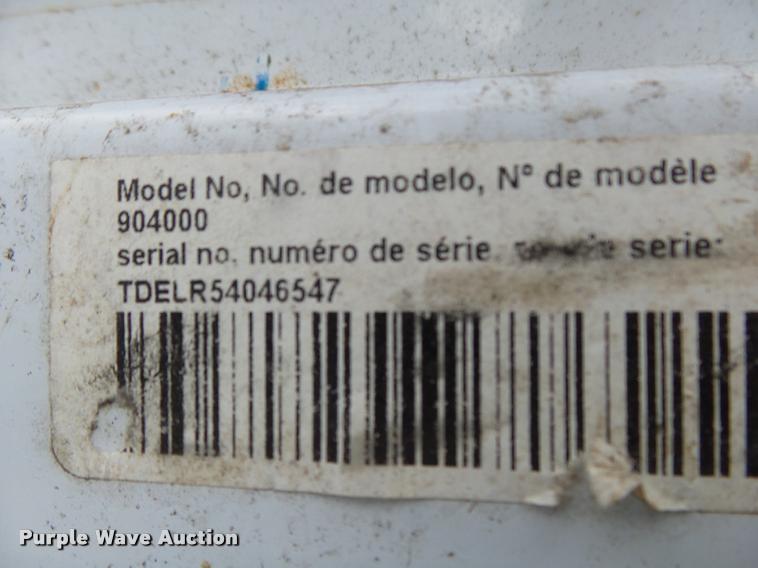 Model No, No. de modelo, N° de modèle
904000
serial no. numéro de série. serie:
TDELR54046547
Purple Wave Auction